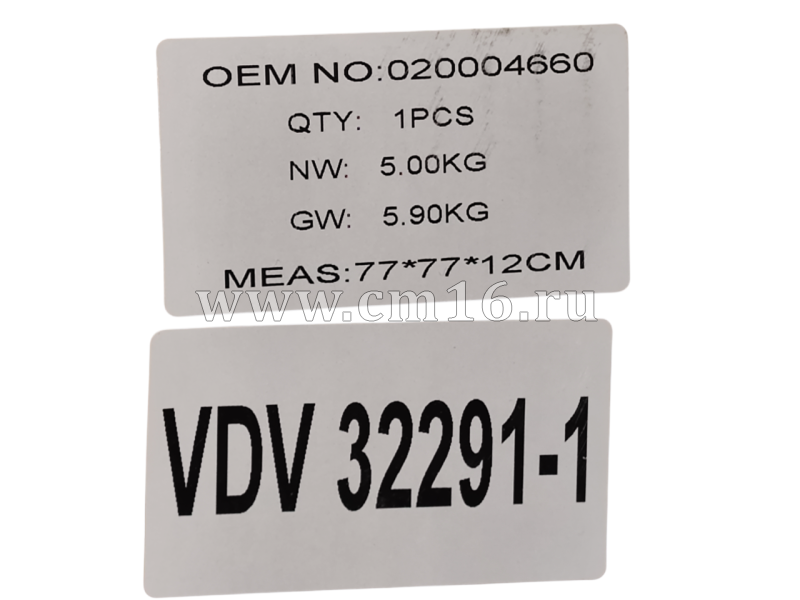 OEM NO:020004660
QTY: 1PCS
NW: 5.00KG
GW: 5.90KG
MEAS:77*77*12CM
www.cm16.ru
VDV 32291-1